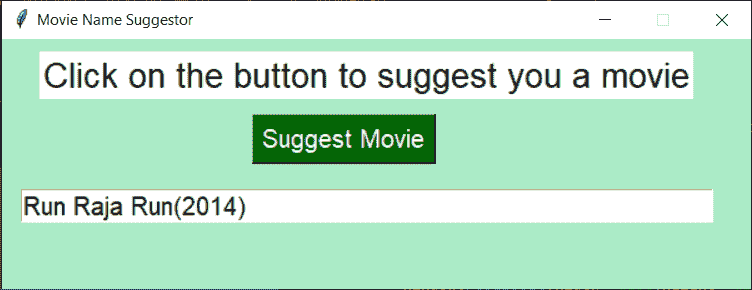 Movie Name Suggestor
Click on the button to suggest you a movie
Suggest Movie
Run Raja Run(2014)